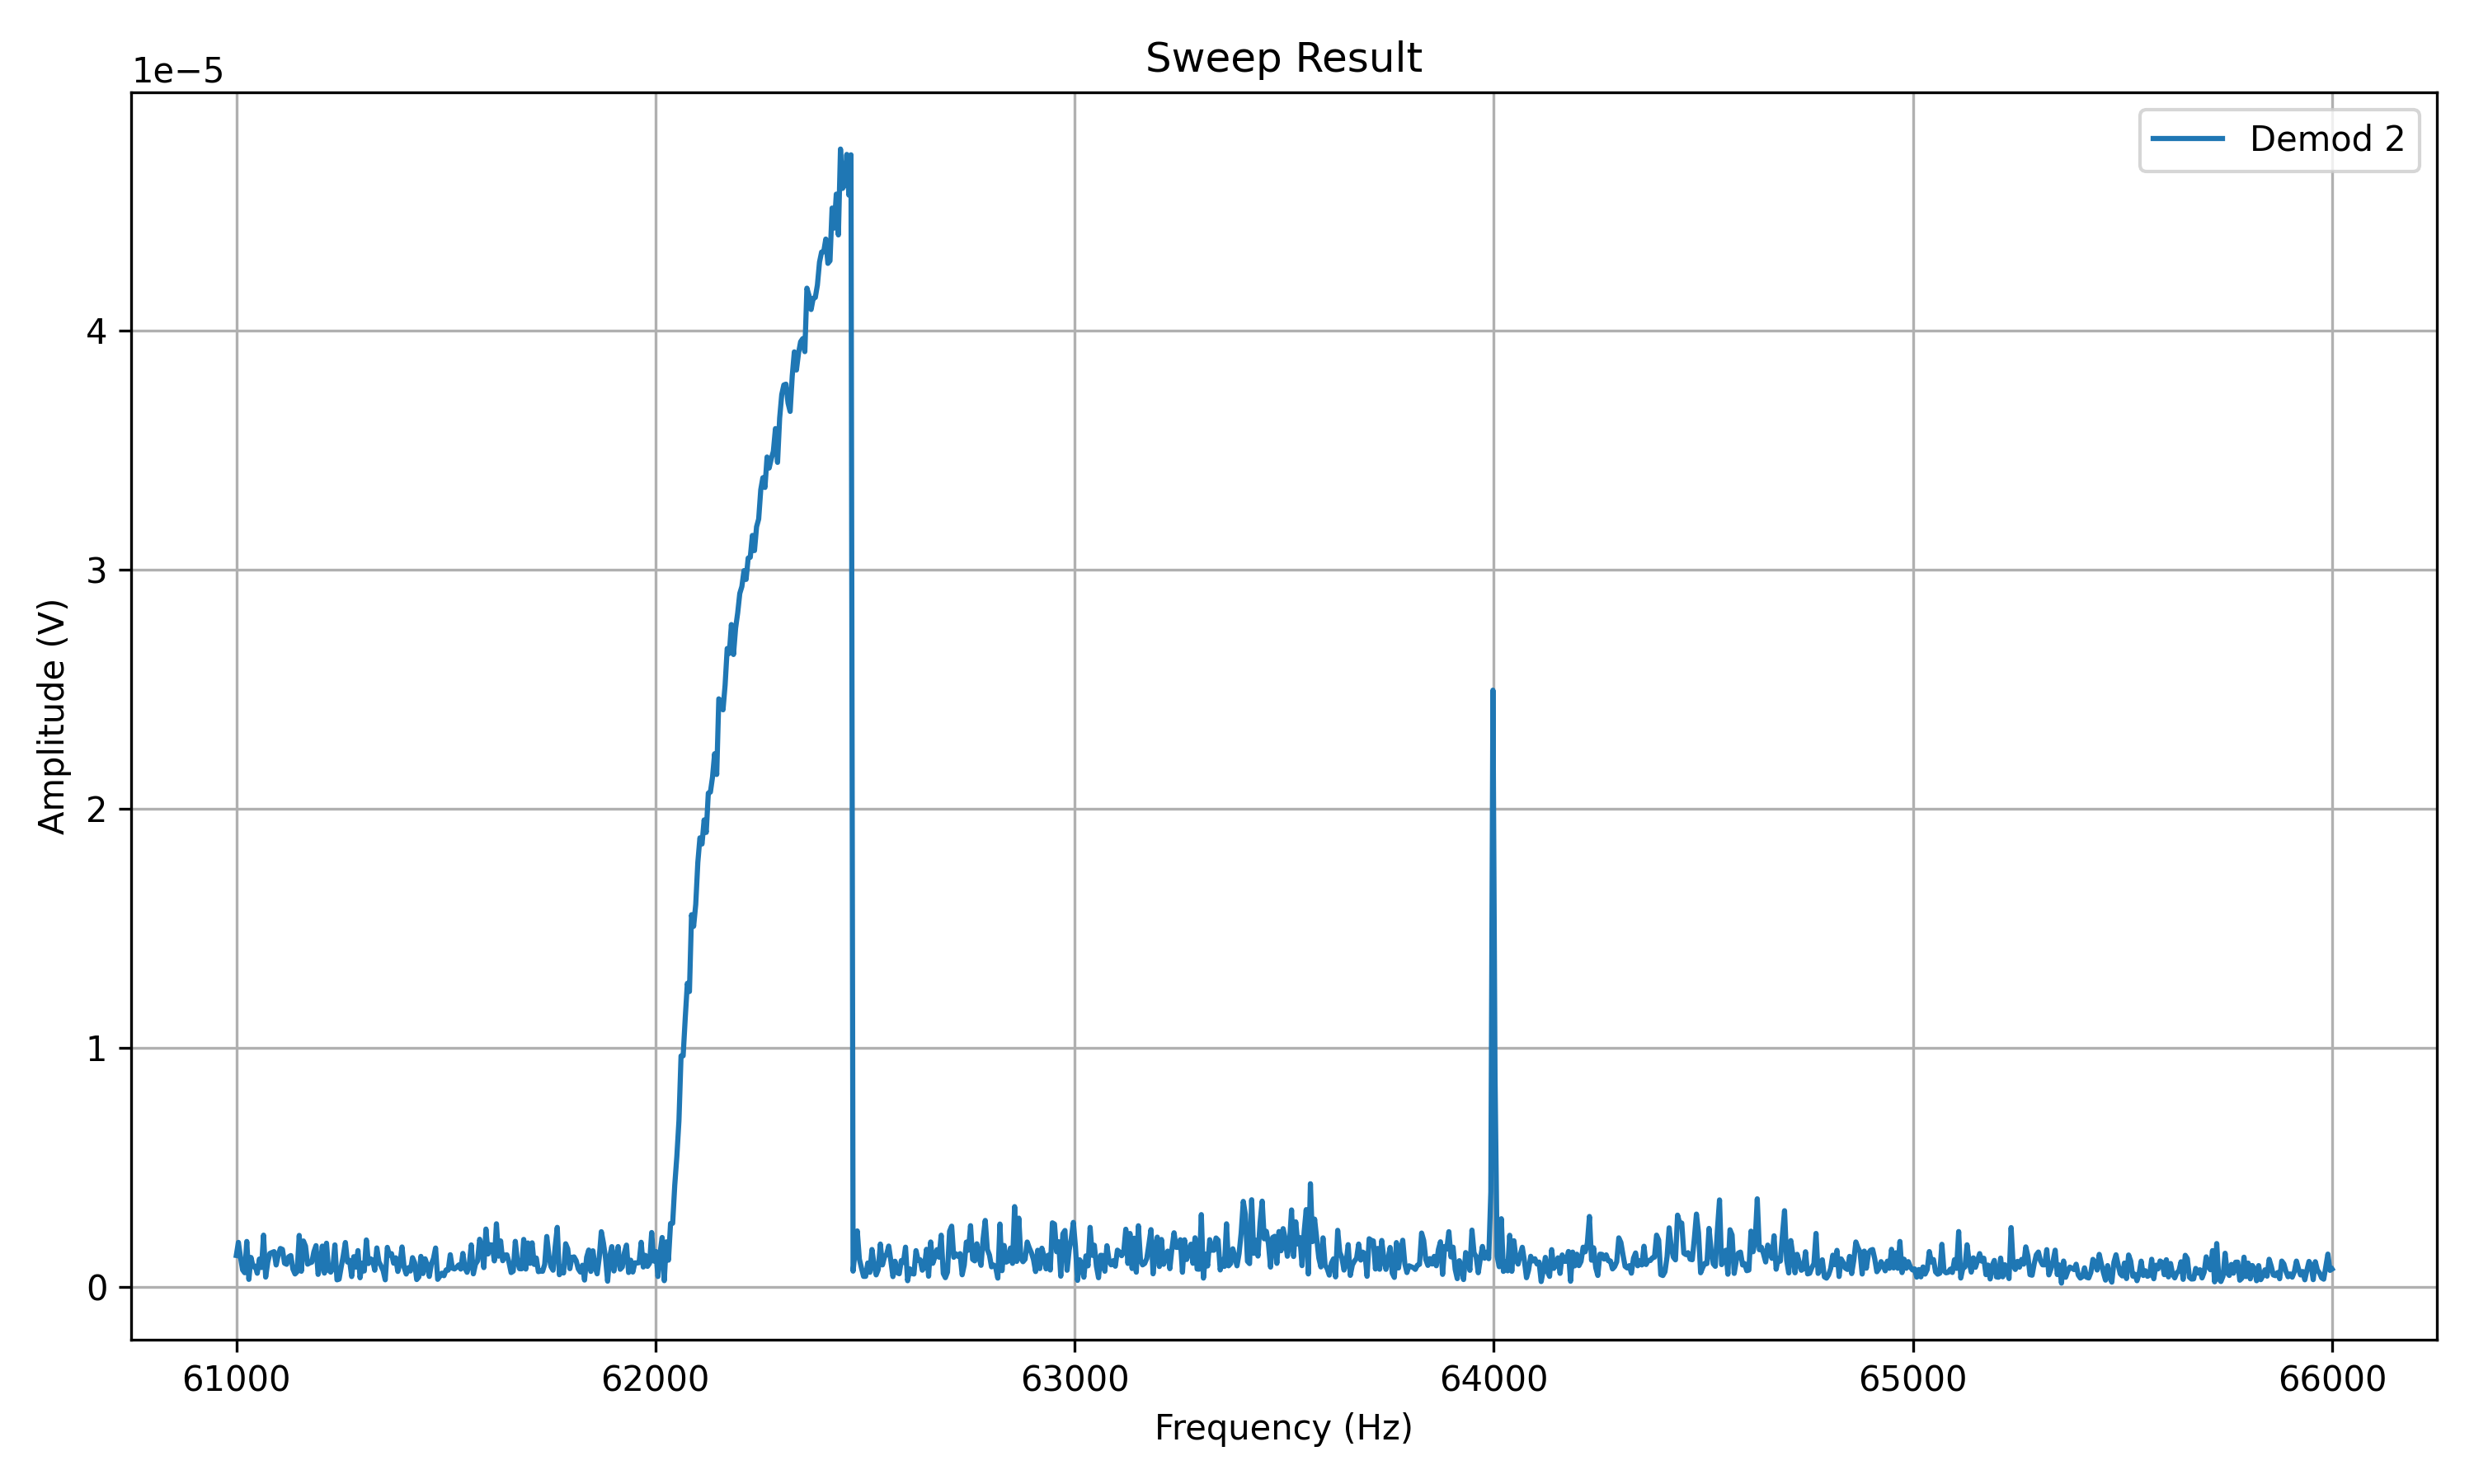 Sweep Result
1e−5
Demod 2
4
3
2
1
0
Amplitude (V)
61000 62000 63000 64000 65000 66000
Frequency (Hz)